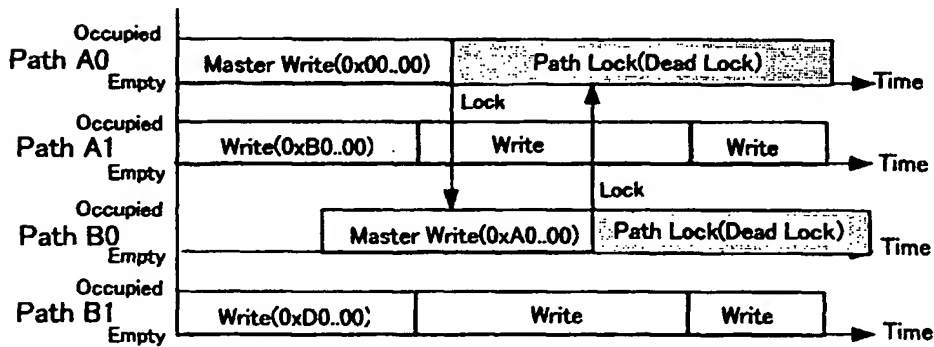 Occupied
Path A0
Master Write(0x00..00)
Path Lock(Dead Lock)
Empty
Time
Lock
Occupied
Path A1
Write(0xB0..00)
Write
Write
Empty
Time
Lock
Occupied
Path B0
Master Write(0xA0..00)
Path Lock(Dead Lock)
Empty
Time
Occupied
Path B1
Write(0xD0..00)
Write
Write
Empty
Time